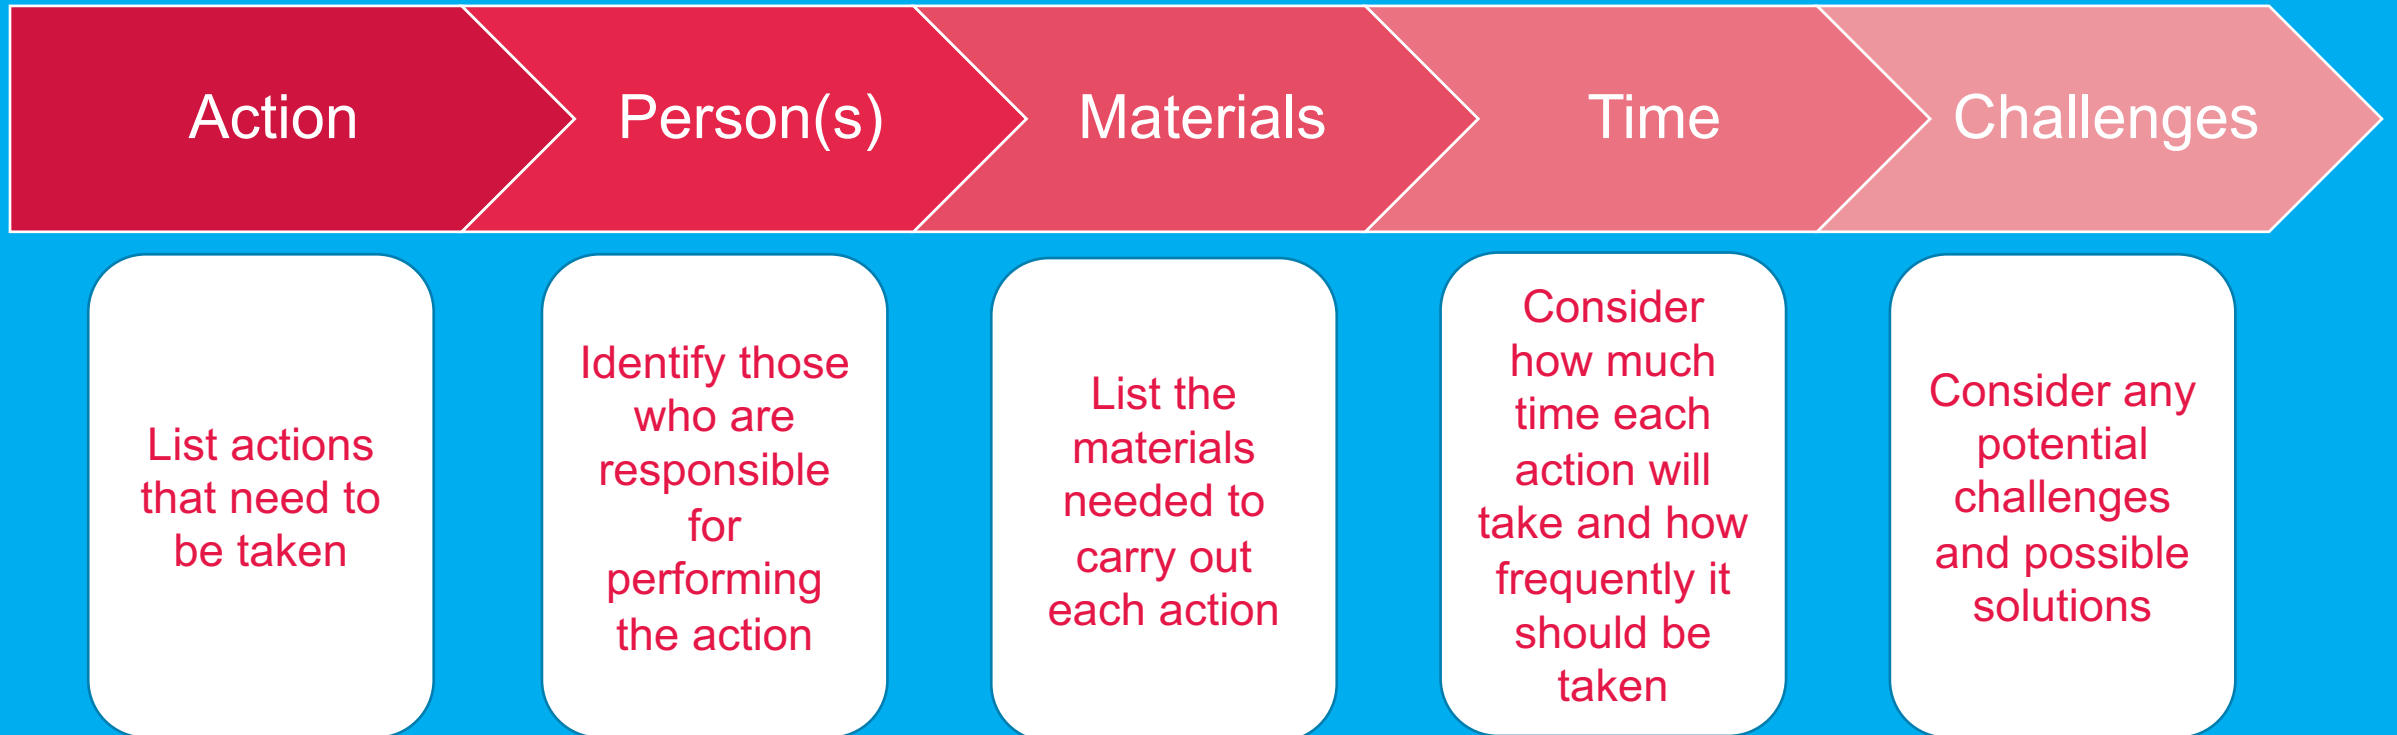 Action
Person(s)
Materials
Time
Challenges
List actions
that need to
be taken
Identify those
who are
responsible
for
performing
the action
List the
materials
needed to
carry out
each action
Consider
how much
time each
action will
take and how
frequently it
should be
taken
Consider any
potential
challenges
and possible
solutions